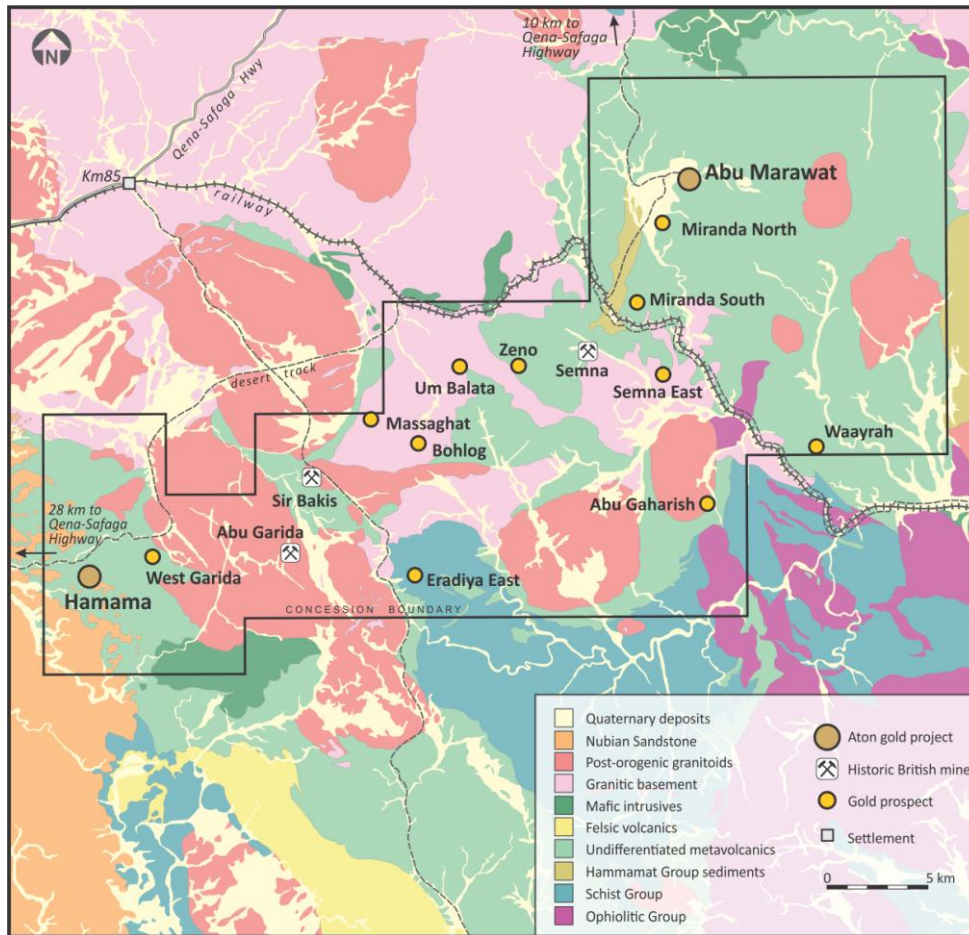 10 km to
Qena-Safaga
Highway
N
Qena-Safoga Hwy
Km85
railway
Abu Marawat
Miranda North
Miranda South
Zeno
Semna
Um Balata
Semna East
desert track
Massaghat
Bohlog
Waayrah
Sir Bakis
28 km to
Qena-Safaga
Highway
Abu Gaharish
Abu Garida
West Garida
Eradiya East
Hamama
CONCESSION BOUNDARY
Quaternary deposits
Nubian Sandstone
Post-orogenic granitoids
Granitic basement
Mafic intrusives
Felsic volcanics
Undifferentiated metavolcanics
Hammamat Group sediments
Schist Group
Ophiolitic Group
Aton gold project
Historic British mine
Gold prospect
Settlement
0 5 km